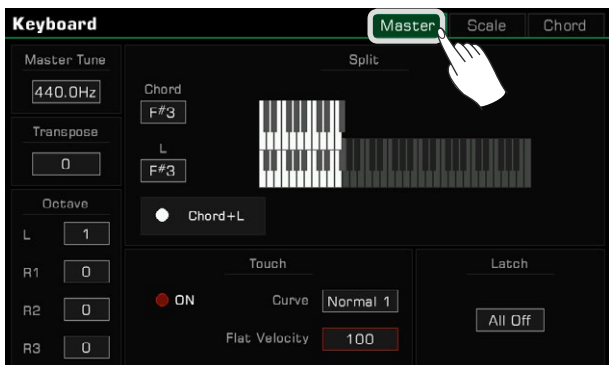 Keyboard
Master
Scale
Chord
Master Tune
440.0Hz
Transpose
0
Octave
L 1
R1 0
R2 0
R3 0
Split
Chord
F#3
L
F#3
Chord+L
Touch
ON
Curve Normal 1
Flat Velocity 100
Latch
All Off